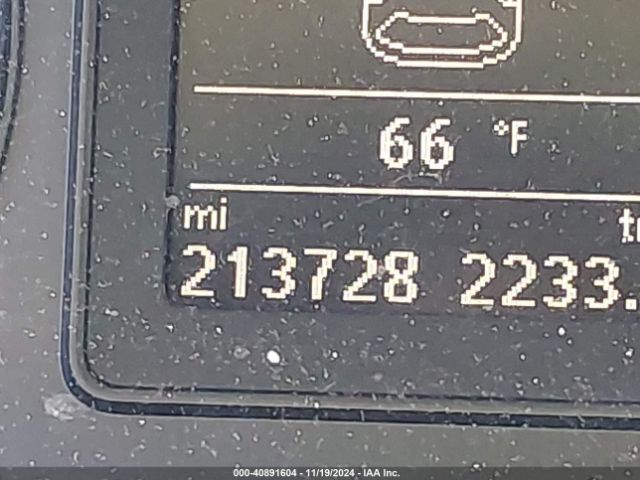 66 °F
mi
213728 2233.
000-40891604 - 11/19/2024 - IAA Inc.